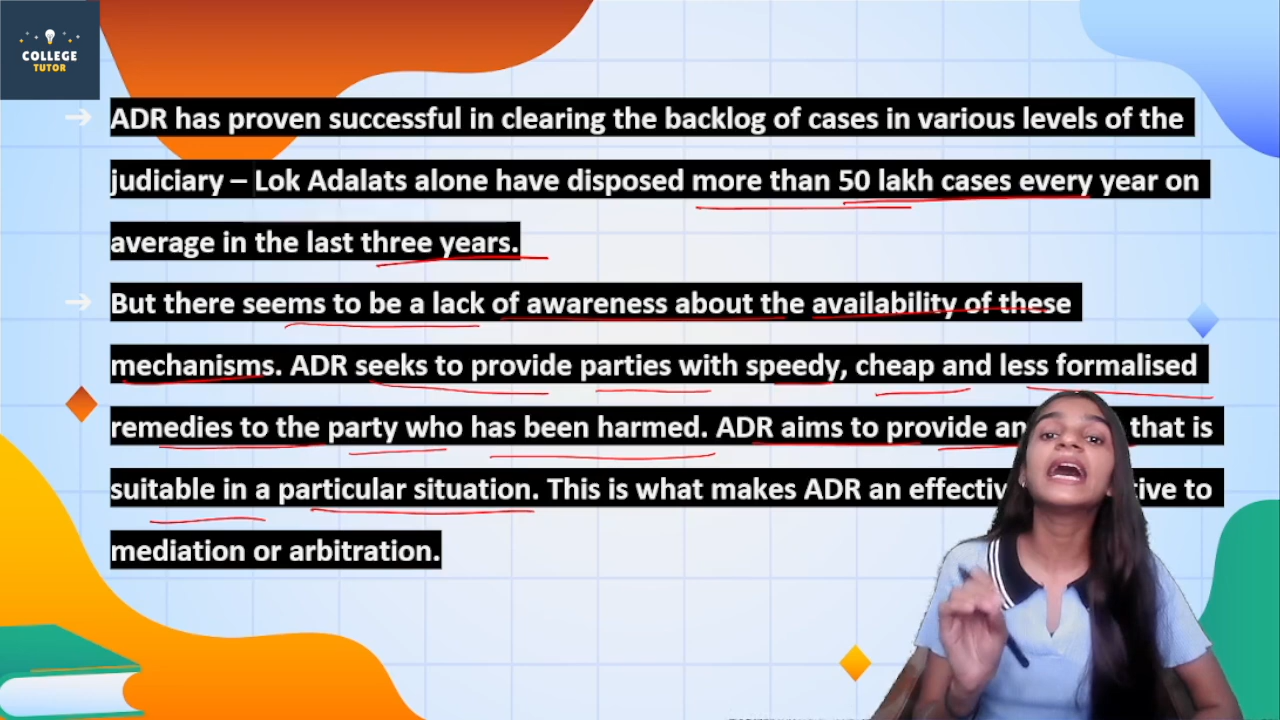 COLLEGE
TUTOR
ADR has proven successful in clearing the backlog of cases in various levels of the
judiciary – Lok Adalats alone have disposed more than 50 lakh cases every year on
average in the last three years.
But there seems to be a lack of awareness about the availability of these
mechanisms. ADR seeks to provide parties with speedy, cheap and less formalised
remedies to the party who has been harmed. ADR aims to provide that is
suitable in a particular situation. This is what makes ADR an to
mediation or arbitration.